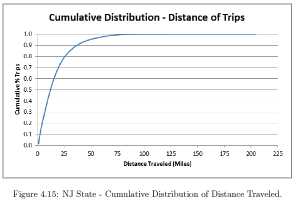 Cumulative Distribution - Distance of Trips
Cumulative % Trips
1.0
0.9
0.8
0.7
0.6
0.5
0.4
0.3
0.2
0.1
0.0
0 25 50 75 100 125 150 175 200 225
Distance Traveled (Miles)
Figure 4.15: NJ State - Cumulative Distribution of Distance Traveled.